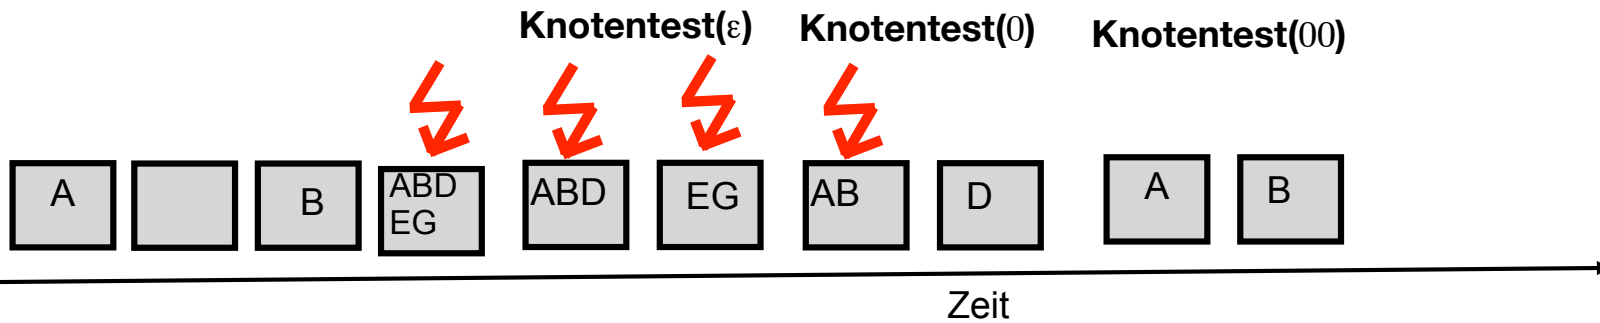 Knotentest(ε) Knotentest(0) Knotentest(00)
A B ABD ABD EG AB D A B
EG
Zeit